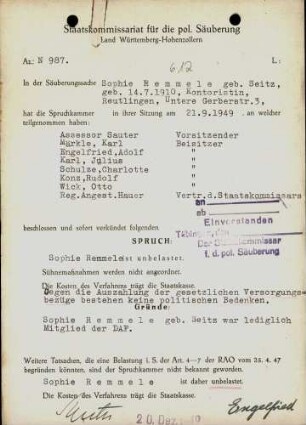 Staatskommissariat für die pol. Säuberung
Land Württemberg-Hohenzollern
Az: N 987.
612
L:
In der Säuberungssache Sophie Remmele geb. Seitz,
geb. 14.7.1910, Kontoristin,
Reutlingen, Untere Gerberstr.3,
hat die Spruchkammer in ihrer Sitzung am 21.9.1949 an welcher
teilgenommen haben:
Assessor Sauter Vorsitzender
Märkle, Karl Beisitzer
Engelfried, Adolf "
Karl, Julius "
Schulze, Charlotte "
Konz, Rudolf "
Wick, Otto "
Reg.Angest.Hauer Vertr.d.Staatskommissars
an
ab
Einverstanden
Der Staatskommissar
f. d. pol. Säuberung
beschlossen und sofort verkündet folgenden
SPRUCH:
Sophie Remmele ist unbelastet.
Sühnemaßnahmen werden nicht angeordnet.
Die Kosten des Verfahrens trägt die Staatskasse.
Gegen die Auszahlung der gesetzlichen Versorgungs=
bezüge bestehen keine politischen Bedenken.
Gründe:
Sophie Remmele geb. Seitz war lediglich
Mitglied der DAF.
Weitere Tatsachen, die eine Belastung i. S. der Art. 4-7 der RAO vom 25. 4. 47
begründen könnten, sind der Spruchkammer nicht bekannt geworden.
Sophie Remmele ist daher unbelastet.
Die Kosten des Verfahrens trägt die Staatskasse.
Engelfried